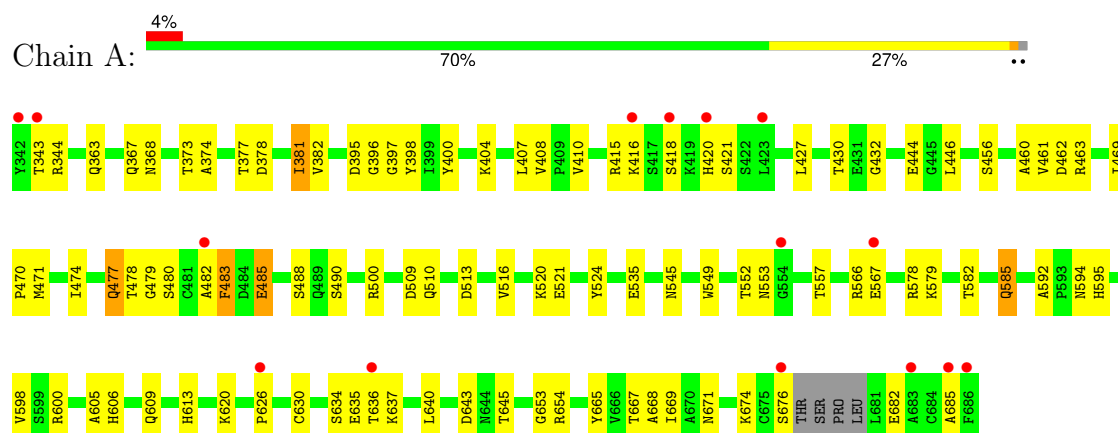 4%
Chain A:
70% 27% ••
Y342 T343 R344 Q363 Q367 N368 T373 A374 T377 D378 I381 V382 D395 G396 G397 Y398 I399 Y400 K404 L407 V408 P409 V410 R415 K416 S417 S418 K419 H420 S421 S422 L423 L427 T430 E431 G432 E444 G445 L446 S456 A460 V461 D462 R463 I469
P470 M471 I474 Q477 T478 G479 S480 C481 A482 F483 D484 E485 S488 Q489 S490 R500 D509 Q510 D513 V516 K520 E521 Y524 E535 N545 W549 T552 N553 G554 T557 R566 E567 R578 K579 T582 Q585 A592 P593 N594 H595
V598 S599 R600 A605 H606 Q609 H613 K620 P626 C630 S634 E635 T636 K637 L640 D643 N644 T645 G653 R654 Y665 V666 T667 A668 I669 A670 N671 K674 C675 S676 THR SER PRO LEU L681 E682 A683 C684 A685 F686